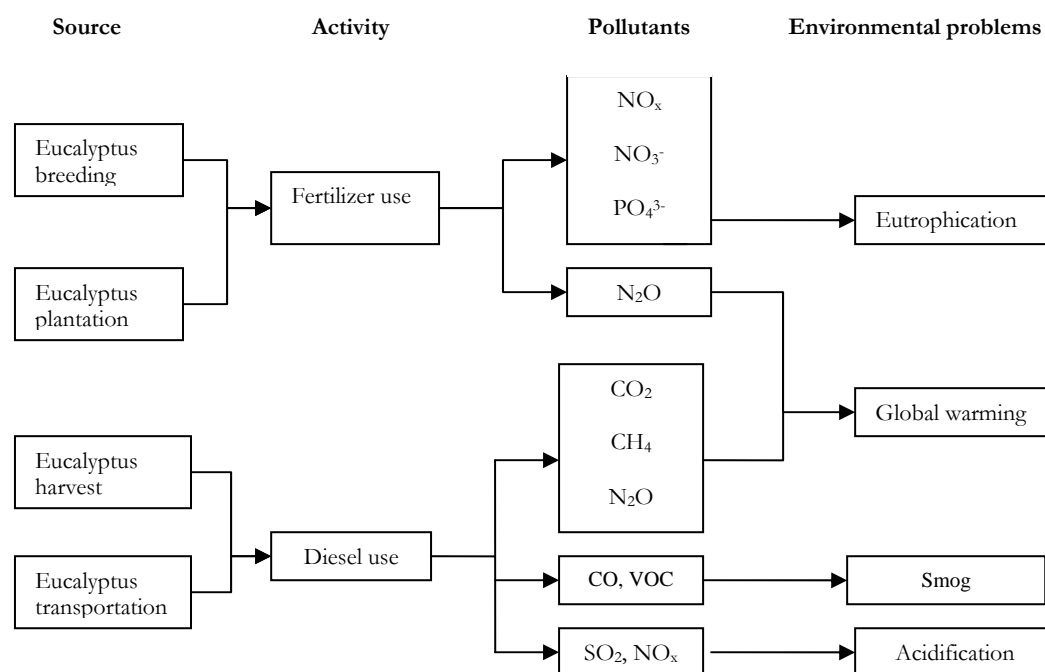 Source Activity Pollutants Environmental problems
Eucalyptus
breeding
Eucalyptus
plantation
Eucalyptus
harvest
Eucalyptus
transportation
Fertilizer use
Diesel use
NOₓ
NO₃⁻
PO₄³⁻
N₂O
CO₂
CH₄
N₂O
CO, VOC
SO₂, NOₓ
Eutrophication
Global warming
Smog
Acidification